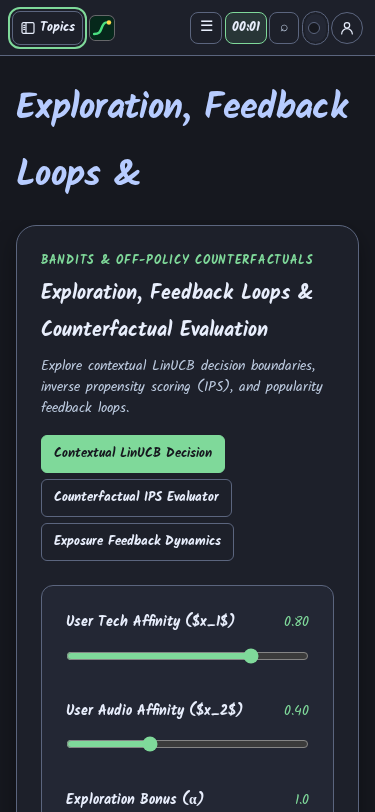 Topics
00:01
Exploration, Feedback
Loops &
BANDITS & OFF-POLICY COUNTERFACTUALS
Exploration, Feedback Loops &
Counterfactual Evaluation
Explore contextual LinUCB decision boundaries,
inverse propensity scoring (IPS), and popularity
feedback loops.
Contextual LinUCB Decision
Counterfactual IPS Evaluator
Exposure Feedback Dynamics
User Tech Affinity ($x_1$) 0.80
User Audio Affinity ($x_2$) 0.40
Exploration Bonus (α) 1.0